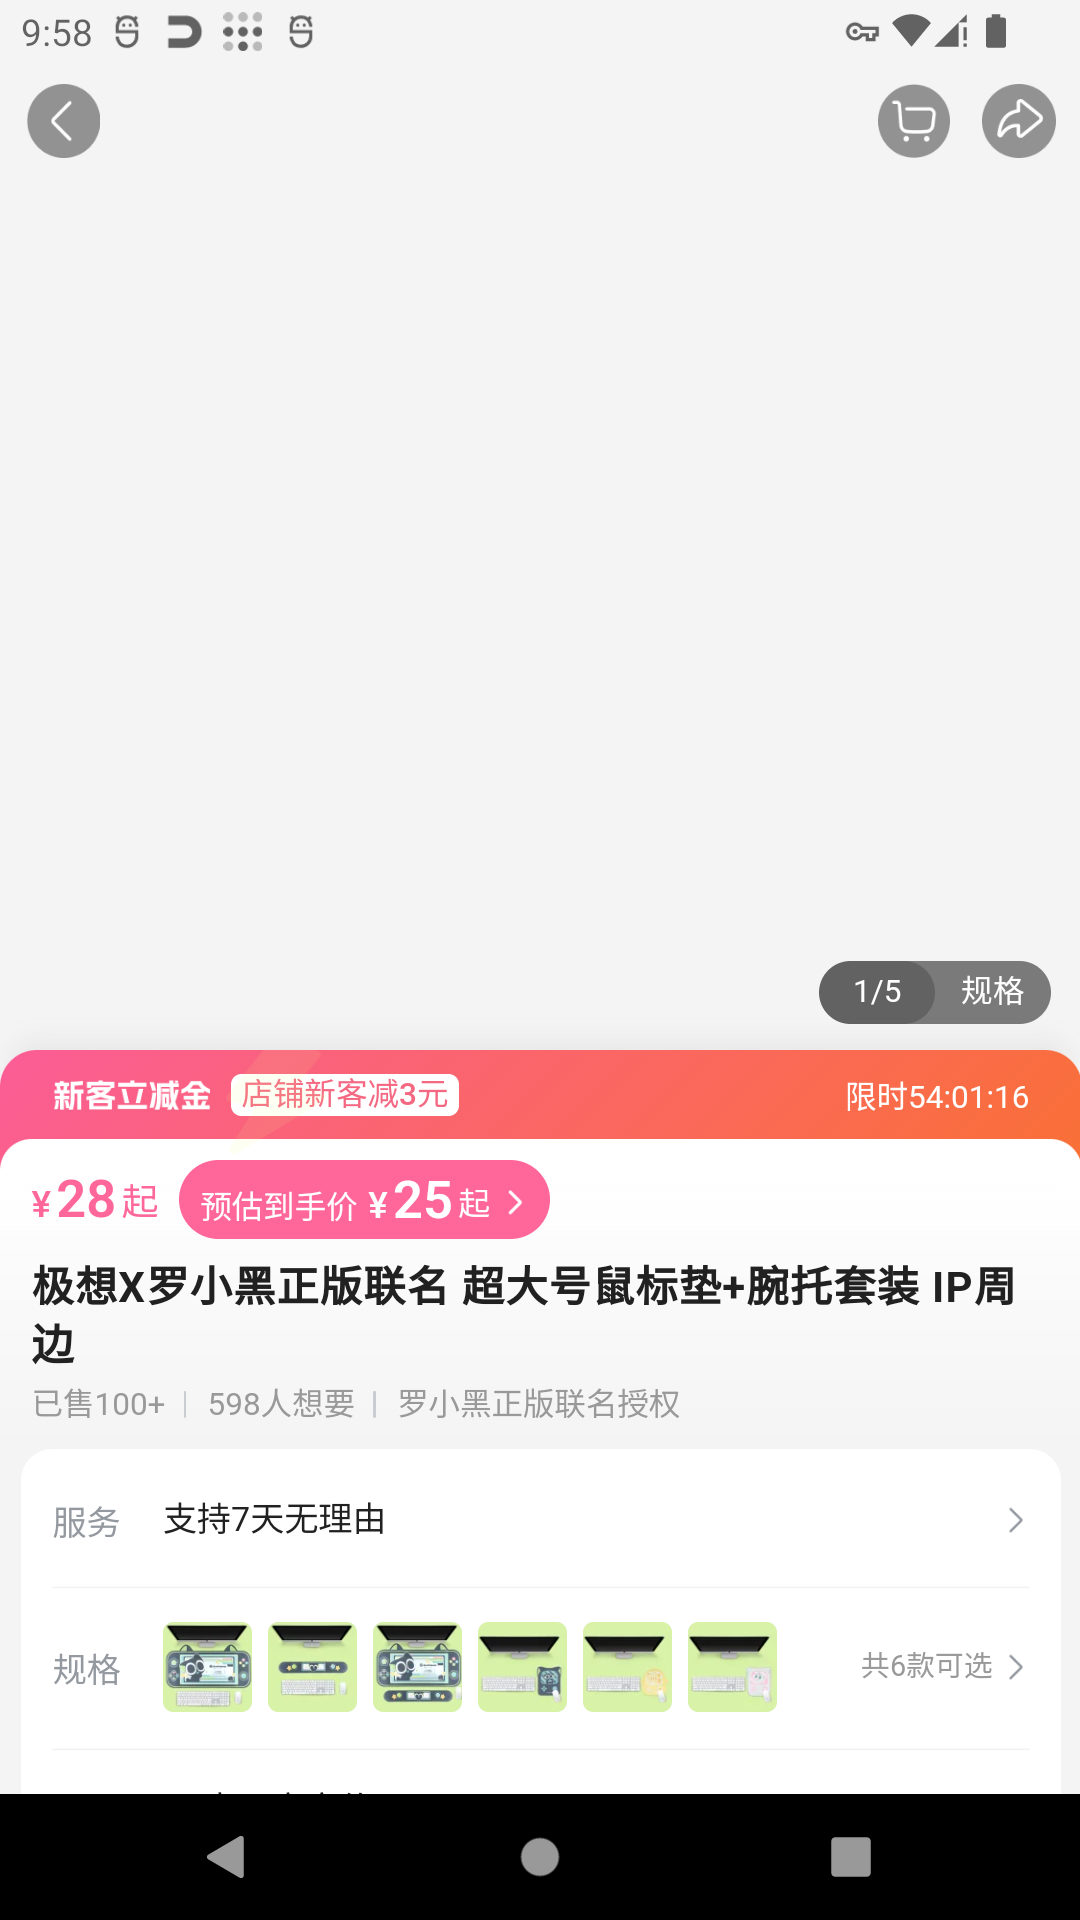 9:58
1/5 规格
新客立减金 店铺新客减3元 限时54:01:16
¥28起 预估到手价 ¥25起
极想X罗小黑正版联名 超大号鼠标垫+腕托套装 IP周
边
已售100+ 598人想要 罗小黑正版联名授权
服务 支持7天无理由
规格 共6款可选